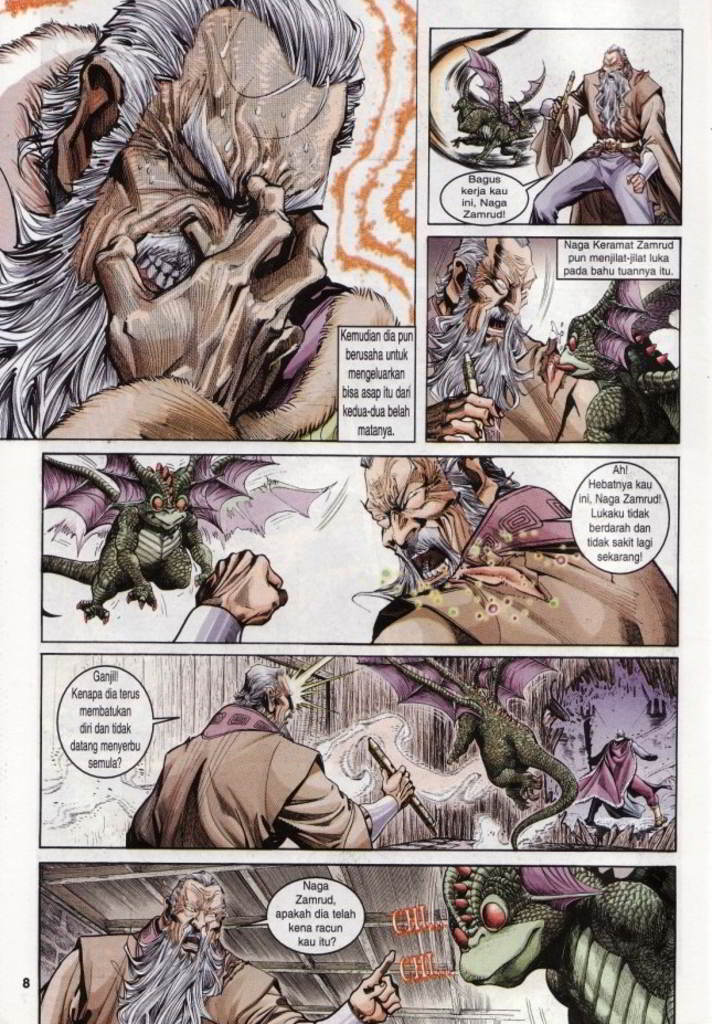 Kemudian dia pun
berusaha untuk
mengeluarkan
bisa asap itu dari
kedua-dua belah
matanya.
Bagus
kerja kau
ini, Naga
Zamrud!
Naga Keramat Zamrud
pun menjilat-jilat luka
pada bahu tuannya itu.
Ah!
Hebatnya kau
ini, Naga Zamrud!
Lukaku tidak
berdarah dan
tidak sakit lagi
sekarang!
Ganjil!
Kenapa dia terus
membatukan
diri dan tidak
datang menyerbu
semula?
Naga
Zamrud,
apakah dia telah
kena racun
kau itu?
CHI...
CHI...
8